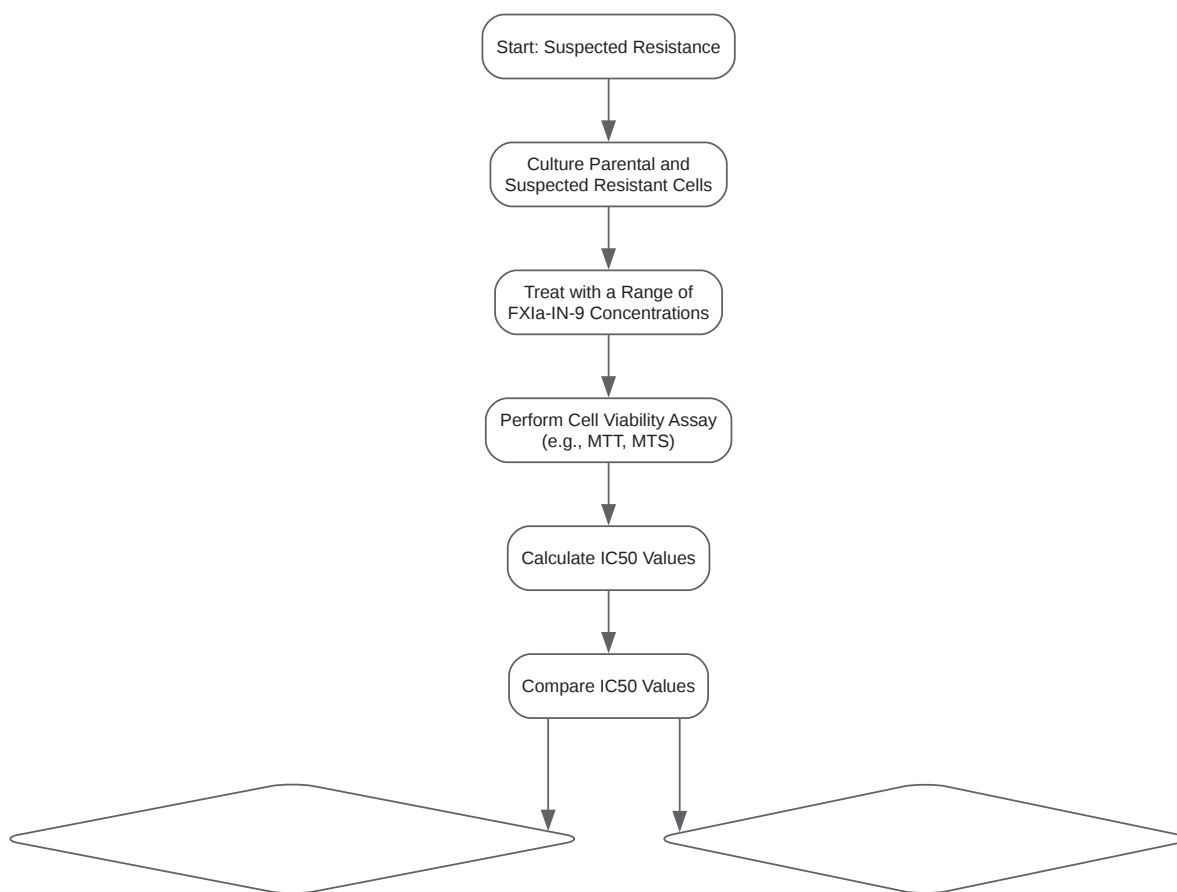 Start: Suspected Resistance
Culture Parental and
Suspected Resistant Cells
Treat with a Range of
FXIa-IN-9 Concentrations
Perform Cell Viability Assay
(e.g., MTT, MTS)
Calculate IC50 Values
Compare IC50 Values